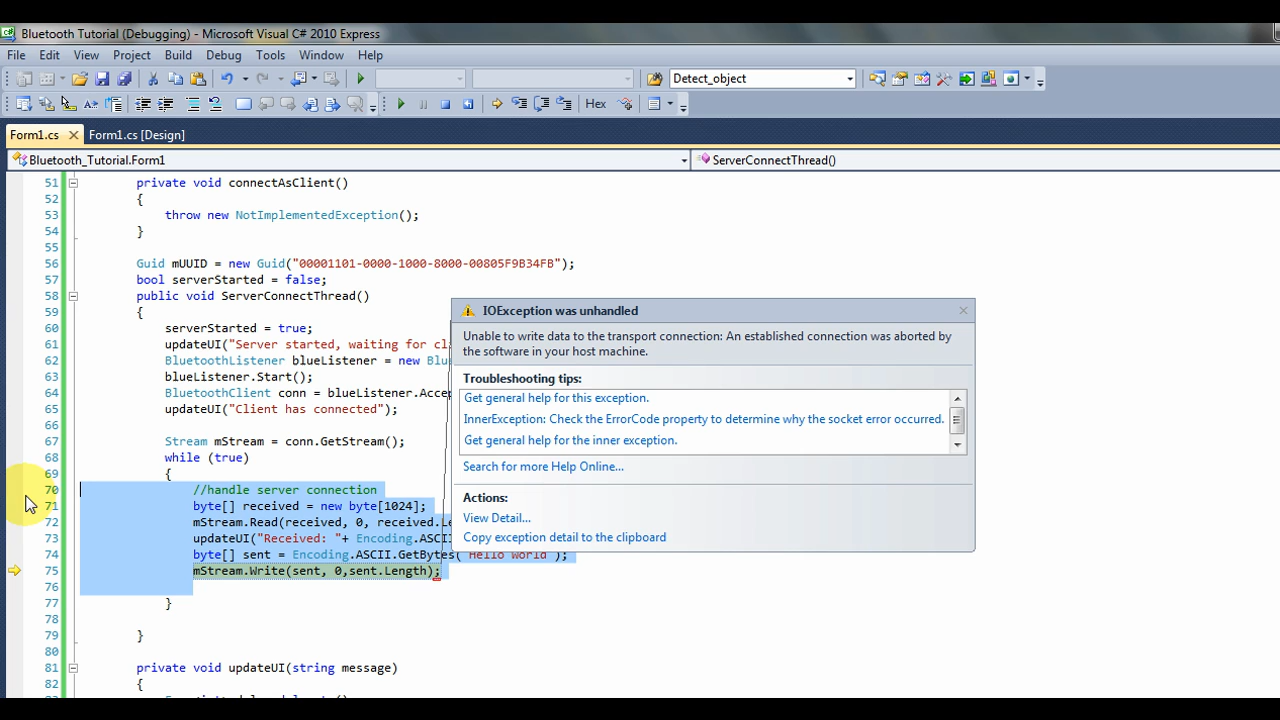 Bluetooth Tutorial (Debugging) - Microsoft Visual C# 2010 Express
File Edit View Project Build Debug Tools Window Help
Detect_object
Hex
Form1.cs Form1.cs [Design]
Bluetooth_Tutorial.Form1 ServerConnectThread()
51 private void connectAsClient()
52 {
53 throw new NotImplementedException();
54 }
55
56 Guid mUUID = new Guid("00001101-0000-1000-8000-00805F9B34FB");
57 bool serverStarted = false;
58 public void ServerConnectThread()
59 {
60 serverStarted = true;
61 updateUI("Server started, waiting for cl
62 BluetoothListener blueListener = new Blu
63 blueListener.Start();
64 BluetoothClient conn = blueListener.Accep
65 updateUI("Client has connected");
66
67 Stream mStream = conn.GetStream();
68 while (true)
69 {
70 //handle server connection
71 byte[] received = new byte[1024];
72 mStream.Read(received, 0, received.Le
73 updateUI("Received: "+ Encoding.ASCI
74 byte[] sent = Encoding.ASCII.GetBytes("Hello World");
75 mStream.Write(sent, 0,sent.Length);
76
77 }
78
79 }
80
81 private void updateUI(string message)
82 {
IOException was unhandled
Unable to write data to the transport connection: An established connection was aborted by
the software in your host machine.
Troubleshooting tips:
Get general help for this exception.
InnerException: Check the ErrorCode property to determine why the socket error occurred.
Get general help for the inner exception.
Search for more Help Online...
Actions:
View Detail...
Copy exception detail to the clipboard